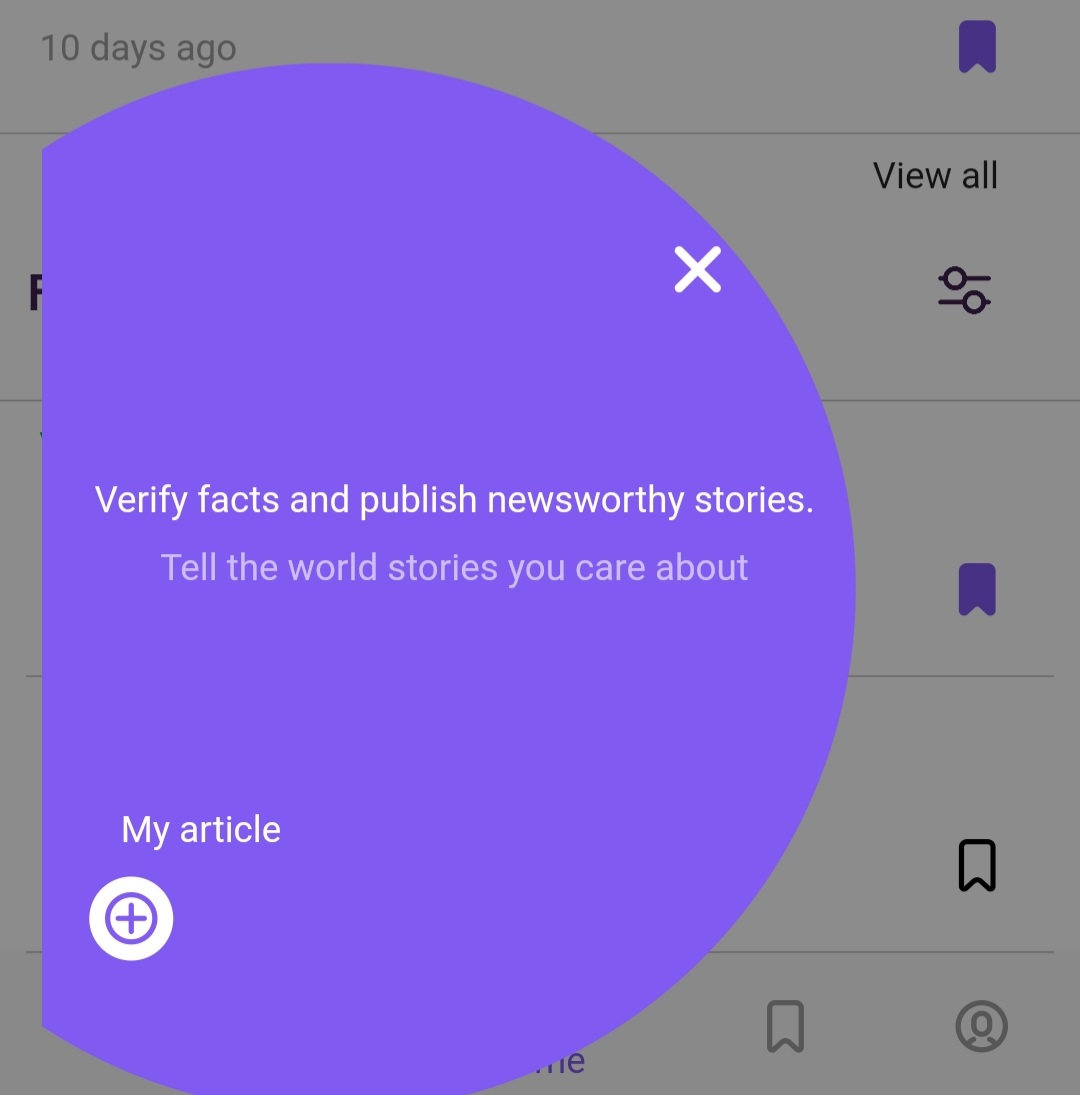 10 days ago
View all
Verify facts and publish newsworthy stories.
Tell the world stories you care about
My article